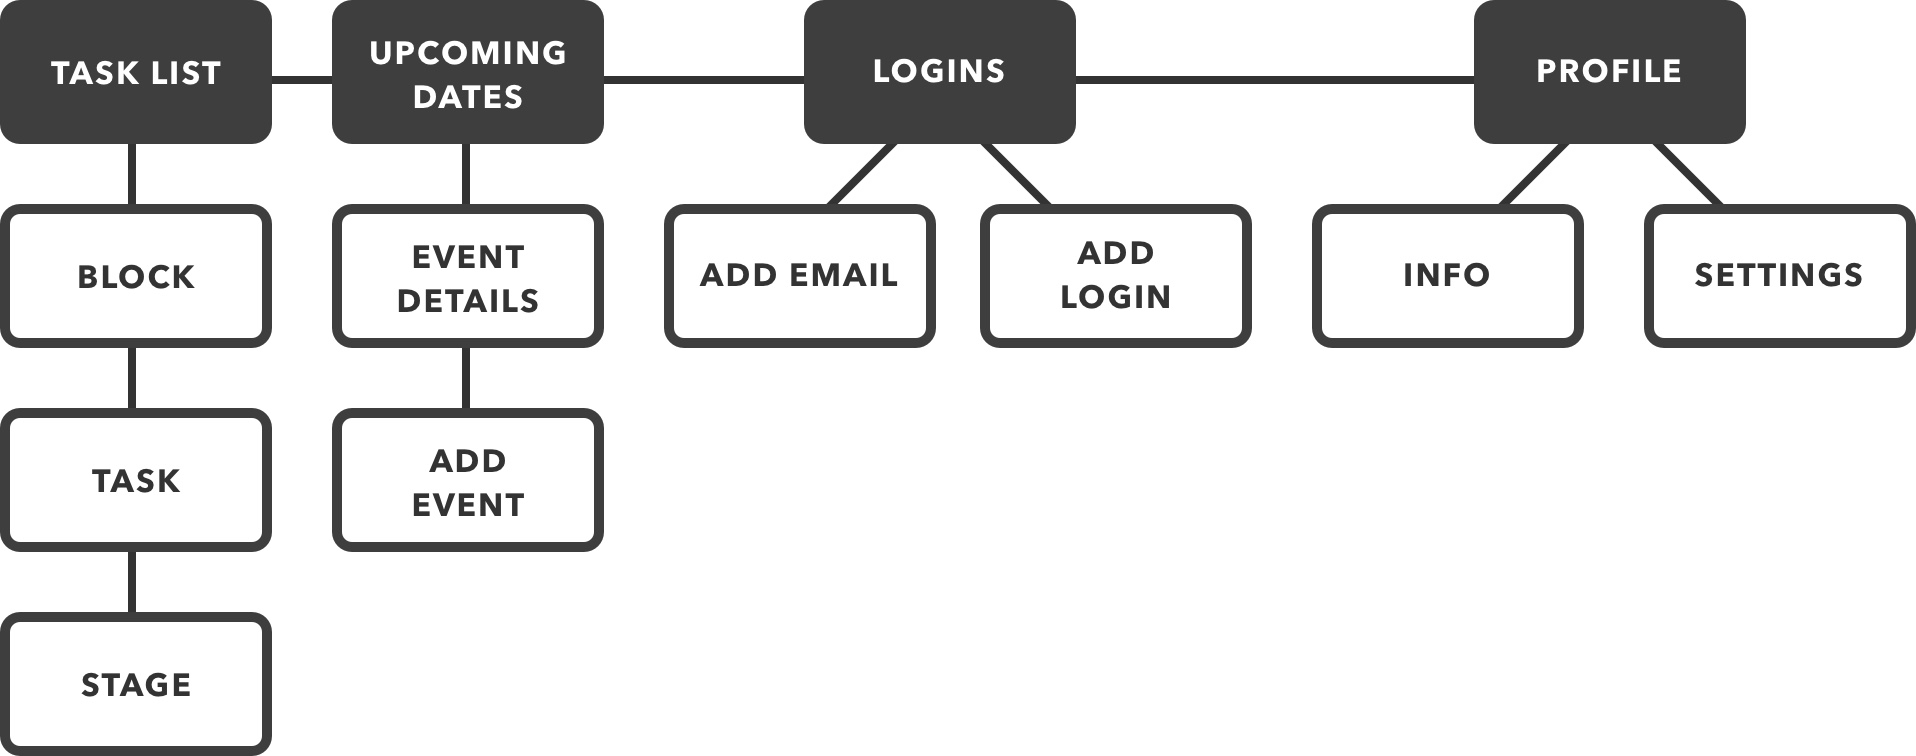 TASK LIST
UPCOMING
DATES
LOGINS
PROFILE
BLOCK
EVENT
DETAILS
ADD EMAIL
ADD
LOGIN
INFO
SETTINGS
TASK
ADD
EVENT
STAGE